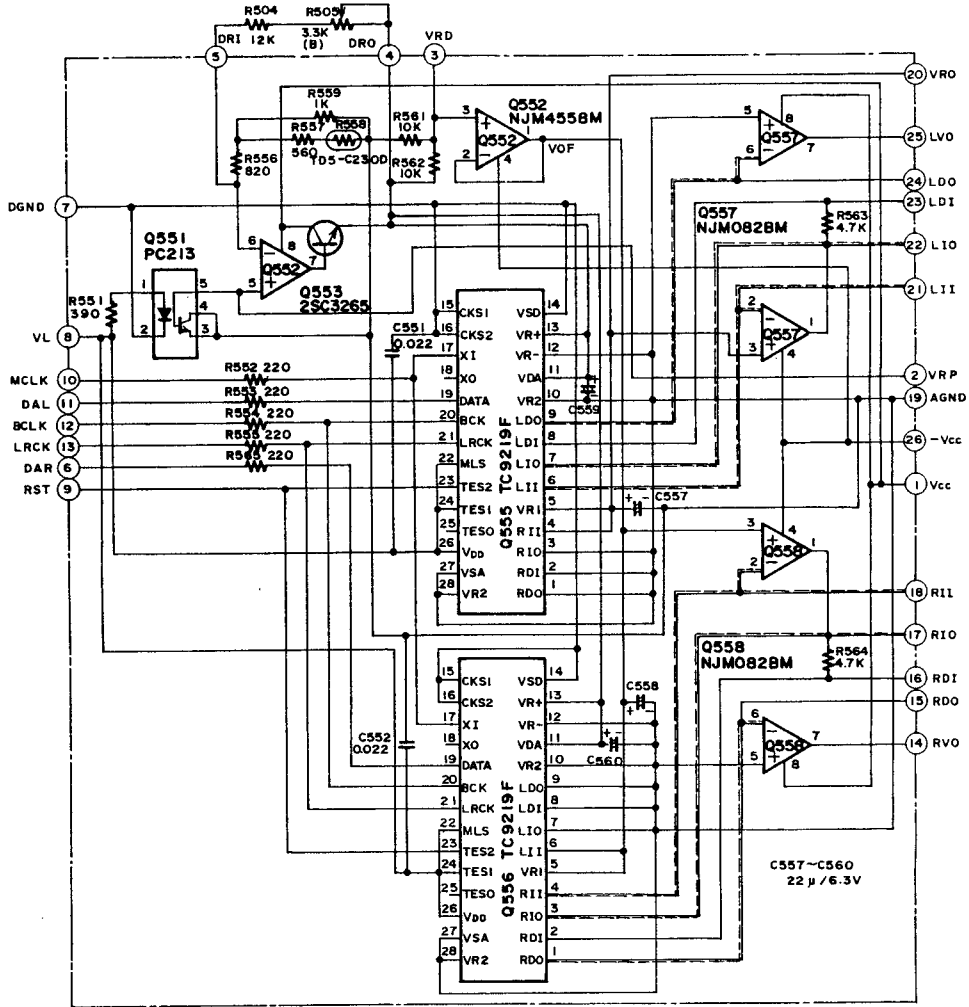 R504
12K
R505
3.3K
(B)
DRI
DRO
VRD
5
4
3
20 VRO
R559
1K
R557
560
R558
TD5-C230D
R561
10K
R562
10K
R556
820
Q552
NJM4558M
3
2
Q552
1
4
VOF
5
6
8
Q557
7
25 LVO
24 LDO
23 LDI
DGND 7
Q551
PC213
1
2
5
4
3
6
5
8
Q552
7
Q553
2SC3265
Q557
NJM082BM
R563
4.7K
22 LIO
21 LII
R551
390
VL 8
C551
0.022
2
3
Q557
1
4
2 VRP
19 AGND
26 -Vcc
1 Vcc
MCLK 10
DAL 11
BCLK 12
LRCK 13
DAR 6
RST 9
R552 220
R553 220
R554 220
R555 220
R565 220
15 CKS1
16 CKS2
17 XI
18 XO
19 DATA
20 BCK
21 LRCK
22 MLS
23 TES2
24 TES1
25 TESO
26 VDD
27 VSA
28 VR2
Q555 TC9219F
VSD 14
VR+ 13
VR- 12
VDA 11
VR2 10
LDO 9
LDI 8
LIO 7
LII 6
VR1 5
RII 4
RIO 3
RDI 2
RDO 1
+
C559
+ -
C557
3
2
4
Q558
1
18 RII
17 RIO
Q558
NJM082BM
R564
4.7K
16 RDI
15 RDO
C552
0.022
15 CKS1
16 CKS2
17 XI
18 XO
19 DATA
20 BCK
21 LRCK
22 MLS
23 TES2
24 TES1
25 TESO
26 VDD
27 VSA
28 VR2
Q556 TC9219F
VSD 14
VR+ 13
VR- 12
VDA 11
VR2 10
LDO 9
LDI 8
LIO 7
LII 6
VR1 5
RII 4
RIO 3
RDI 2
RDO 1
C558
+ -
+ -
C560
6
5
Q558
7
8
14 RVO
C557~C560
22μ/6.3V